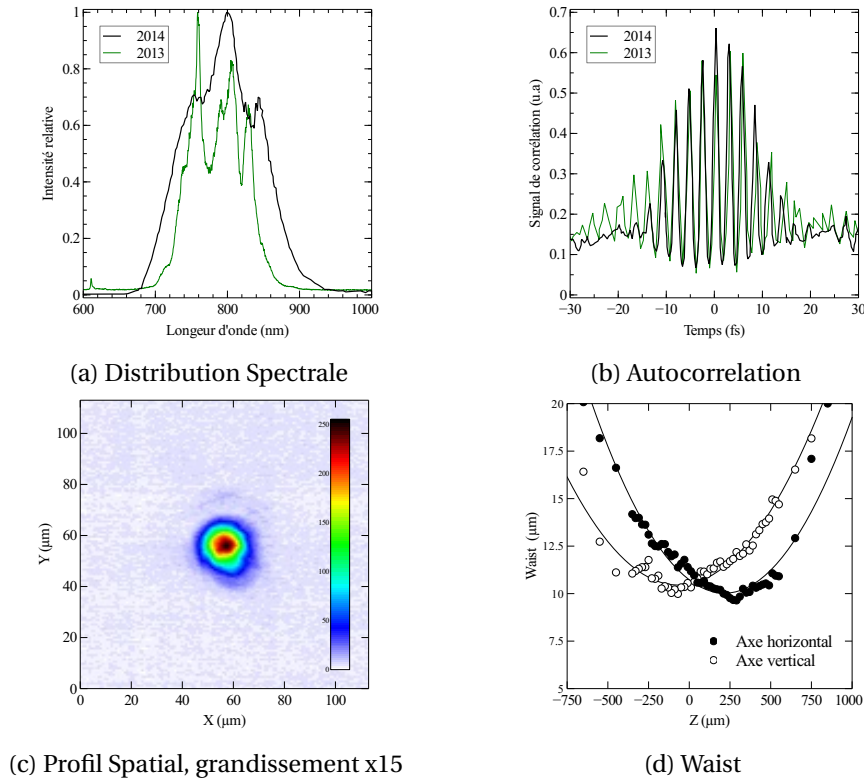 1
0.8
0.6
0.4
0.2
0
Intensité relative
2014
2013
600 700 800 900 1000
Longeur d'onde (nm)
(a) Distribution Spectrale
0.7
0.6
0.5
0.4
0.3
0.2
0.1
0
Signal de corrélation (u.a)
2014
2013
−30 −20 −10 0 10 20 30
Temps (fs)
(b) Autocorrelation
100
80
60
40
20
0
Y (µm)
250
200
150
100
50
0
0 20 40 60 80 100
X (µm)
(c) Profil Spatial, grandissement x15
20
17.5
15
12.5
10
7.5
5
Waist (µm)
Axe horizontal
Axe vertical
−750 −500 −250 0 250 500 750 1000
Z (µm)
(d) Waist